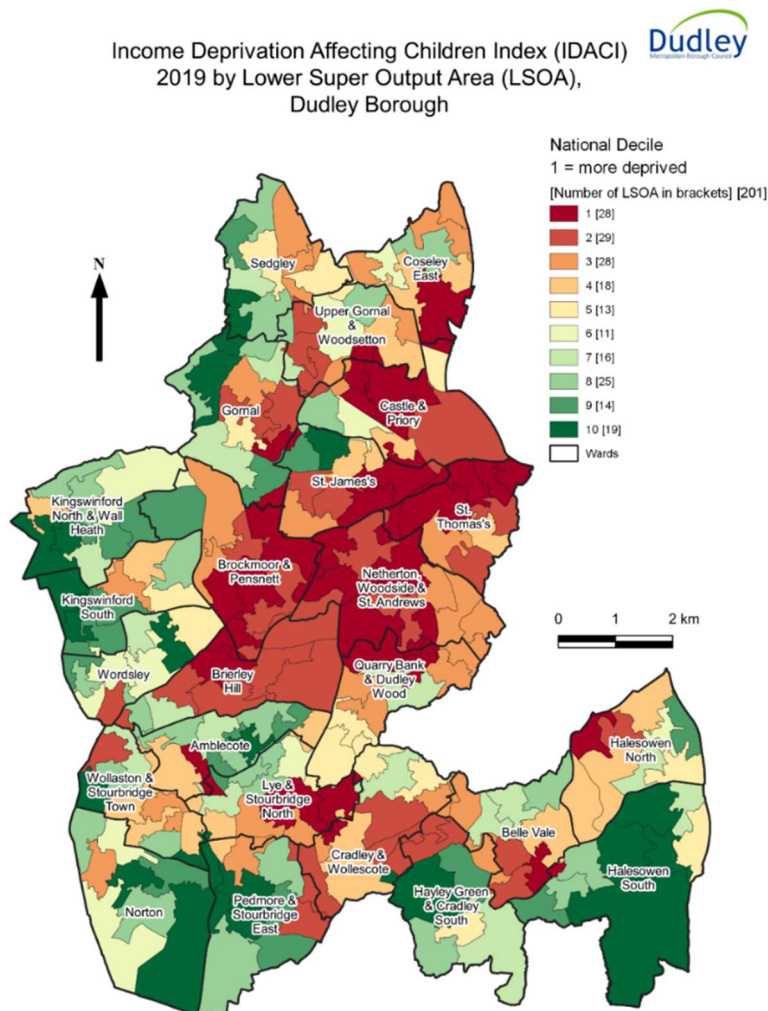 Income Deprivation Affecting Children Index (IDACI)
2019 by Lower Super Output Area (LSOA),
Dudley Borough
Dudley
Metropolitan Borough Council
National Decile
1 = more deprived
[Number of LSOA in brackets] [201]
1 [28]
2 [29]
3 [28]
4 [18]
5 [13]
6 [11]
7 [16]
8 [25]
9 [14]
10 [19]
Wards
N
Sedgley
Coseley
East
Upper Gornal
&
Woodsetton
Gornal
Castle &
Priory
St. James's
St.
Thomas's
Kingswinford
North & Wall
Heath
Brockmoor &
Pensnett
Netherton,
Woodside &
St. Andrews
Kingswinford
South
0 1 2 km
Wordsley
Brierley
Hill
Quarry Bank
& Dudley
Wood
Amblecote
Halesowen
North
Wollaston &
Stourbridge
Town
Lye &
Stourbridge
North
Belle Vale
Cradley &
Wollescote
Halesowen
South
Hayley Green
& Cradley
South
Norton
Pedmore &
Stourbridge
East